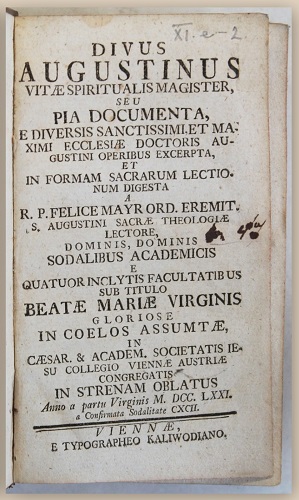 XI. e-2.
DIVUS
AUGUSTINUS
VITÆ SPIRITUALIS MAGISTER,
SEU
PIA DOCUMENTA,
E DIVERSIS SANCTISSIMI, ET MA-
XIMI ECCLESIÆ DOCTORIS AU-
GUSTINI OPERIBUS EXCERPTA,
ET
IN FORMAM SACRARUM LECTIO-
NUM DIGESTA
A
R. P. FELICE MAYR ORD. EREMIT.
S. AUGUSTINI SACRÆ THEOLOGIÆ
LECTORE,
DOMINIS, DOMINIS
SODALIBUS ACADEMICIS
E
QUATUOR INCLYTIS FACULTATIBUS
SUB TITULO
BEATÆ MARIÆ VIRGINIS
GLORIOSE
IN COELOS ASSUMTÆ,
IN
CÆSAR. & ACADEM. SOCIETATIS IE-
SU COLLEGIO VIENNÆ AUSTRIÆ
CONGREGATIS
IN STRENAM OBLATUS
Anno a partu Virginis M. DCC. LXXI.
a Confirmata Sodalitate CXCII.
VIENNÆ,
E TYPOGRAPHEO KALIWODIANO.